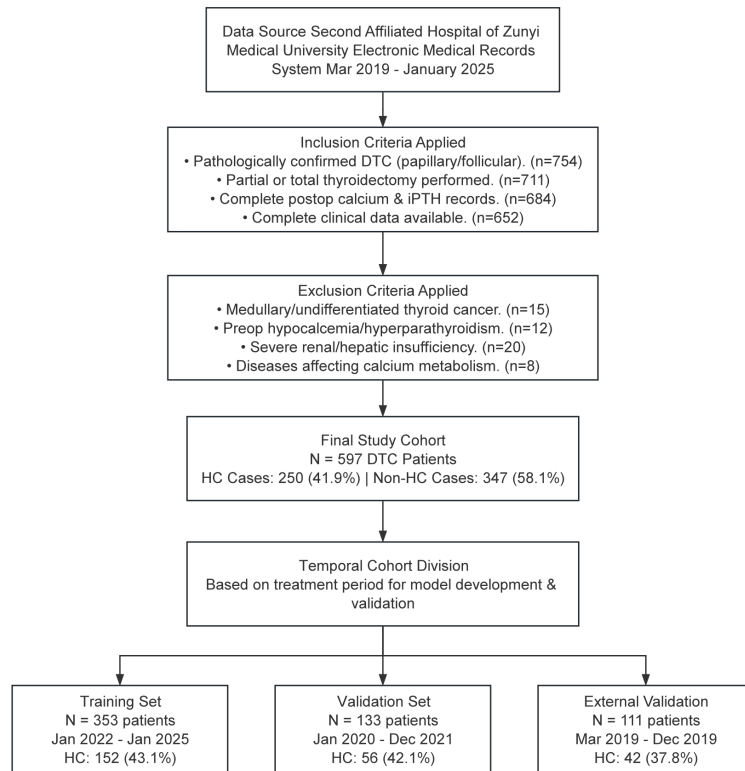 Data Source Second Affiliated Hospital of Zunyi
Medical University Electronic Medical Records
System Mar 2019 - January 2025
Inclusion Criteria Applied
• Pathologically confirmed DTC (papillary/follicular). (n=754)
• Partial or total thyroidectomy performed. (n=711)
• Complete postop calcium & iPTH records. (n=684)
• Complete clinical data available. (n=652)
Exclusion Criteria Applied
• Medullary/undifferentiated thyroid cancer. (n=15)
• Preop hypocalcemia/hyperparathyroidism. (n=12)
• Severe renal/hepatic insufficiency. (n=20)
• Diseases affecting calcium metabolism. (n=8)
Final Study Cohort
N = 597 DTC Patients
HC Cases: 250 (41.9%) | Non-HC Cases: 347 (58.1%)
Temporal Cohort Division
Based on treatment period for model development &
validation
Training Set
N = 353 patients
Jan 2022 - Jan 2025
HC: 152 (43.1%)
Validation Set
N = 133 patients
Jan 2020 - Dec 2021
HC: 56 (42.1%)
External Validation
N = 111 patients
Mar 2019 - Dec 2019
HC: 42 (37.8%)